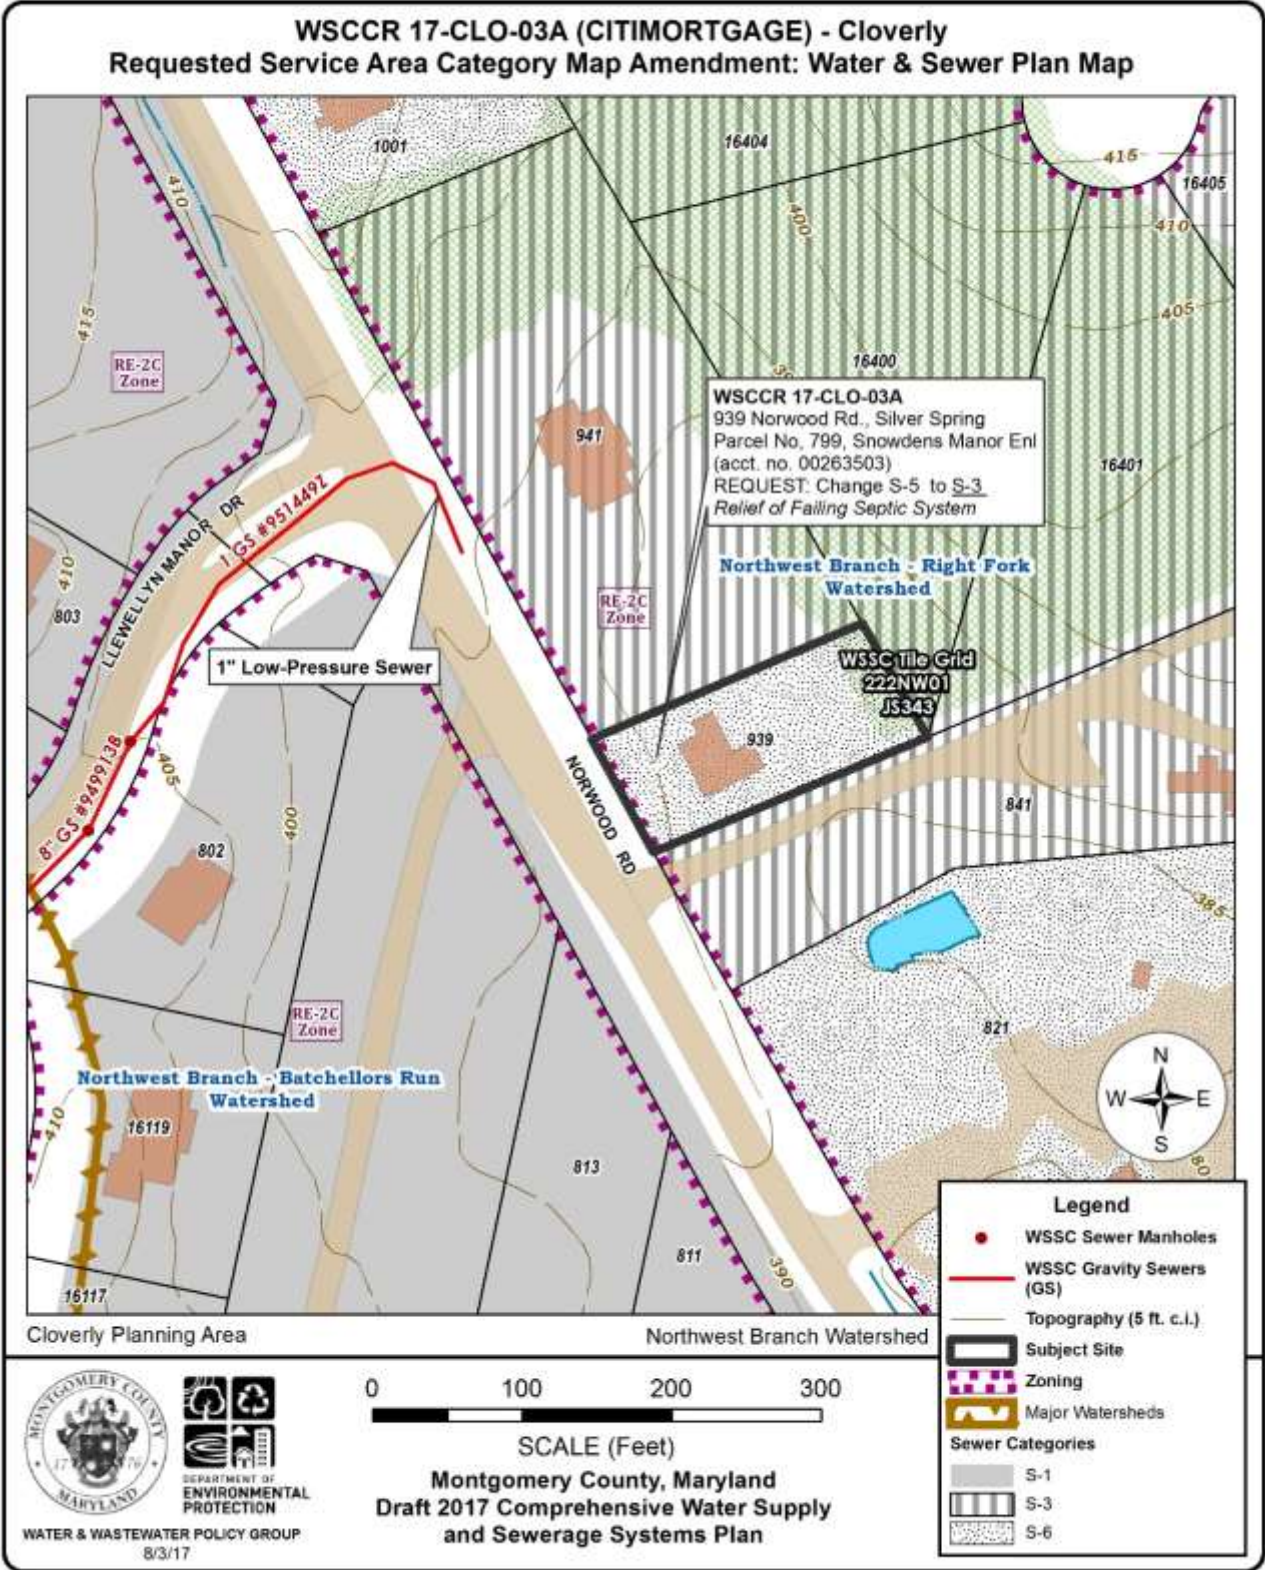 WSCCR 17-CLO-03A (CITIMORTGAGE) - Cloverly
Requested Service Area Category Map Amendment: Water & Sewer Plan Map
1001
16404
415
16405
410
410
400
405
415
RE-2C
Zone
16400
WSCCR 17-CLO-03A
939 Norwood Rd., Silver Spring
Parcel No, 799, Snowdens Manor Enl
(acct. no. 00263503)
REQUEST: Change S-5 to S-3
Relief of Failing Septic System
941
16401
1 GS #951449Z
LLEWELLYN MANOR DR
410
803
Northwest Branch - Right Fork
Watershed
RE-2C
Zone
1" Low-Pressure Sewer
WSSC Tile Grid
222NW01
JS343
939
NORWOOD RD
8" GS #949913B
405
400
841
802
385
821
RE-2C
Zone
N
W E
S
Northwest Branch - Batchellors Run
Watershed
410
16119
813
811
390
80
16117
Cloverly Planning Area
Northwest Branch Watershed
Legend
WSSC Sewer Manholes
WSSC Gravity Sewers
(GS)
Topography (5 ft. c.i.)
Subject Site
Zoning
Major Watersheds
Sewer Categories
S-1
S-3
S-6
MONTGOMERY COUNTY
17 76
MARYLAND
DEPARTMENT OF
ENVIRONMENTAL
PROTECTION
WATER & WASTEWATER POLICY GROUP
8/3/17
0 100 200 300
SCALE (Feet)
Montgomery County, Maryland
Draft 2017 Comprehensive Water Supply
and Sewerage Systems Plan